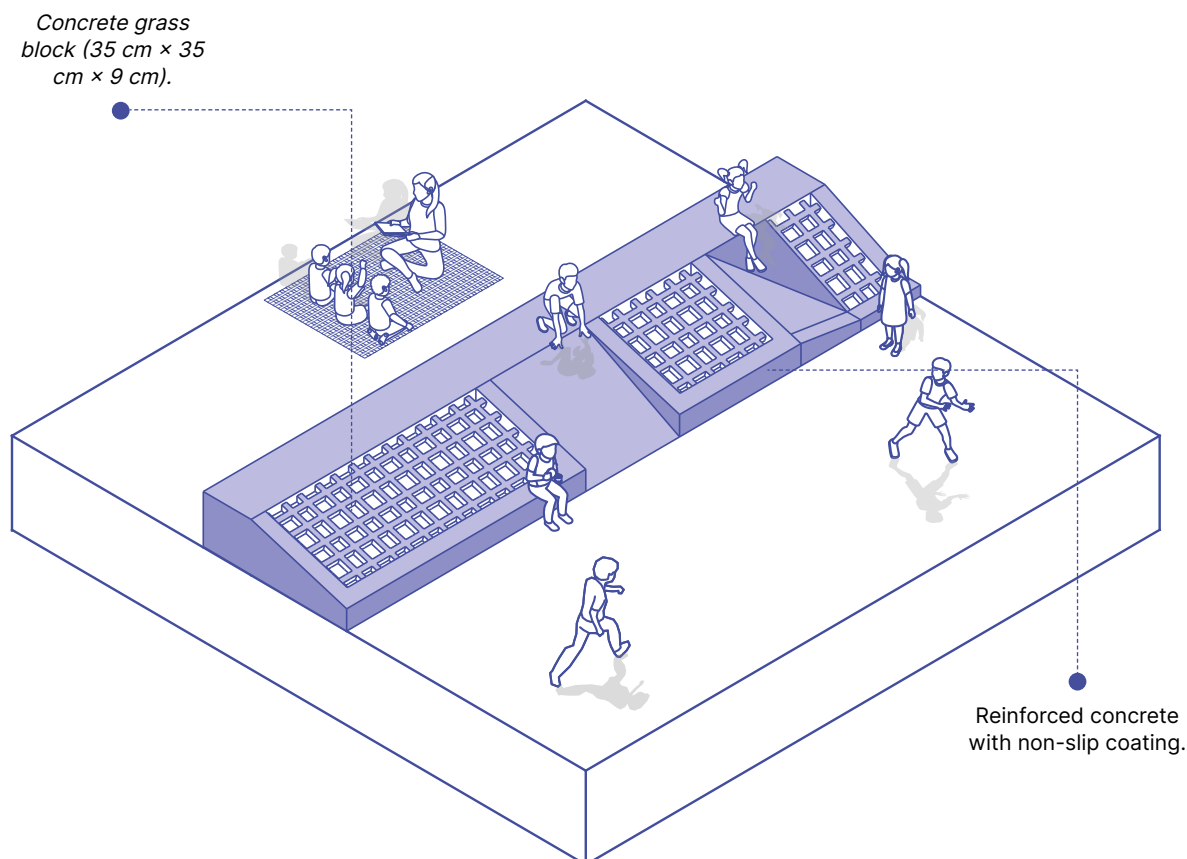 Concrete grass
block (35 cm × 35
cm × 9 cm).
Reinforced concrete
with non-slip coating.